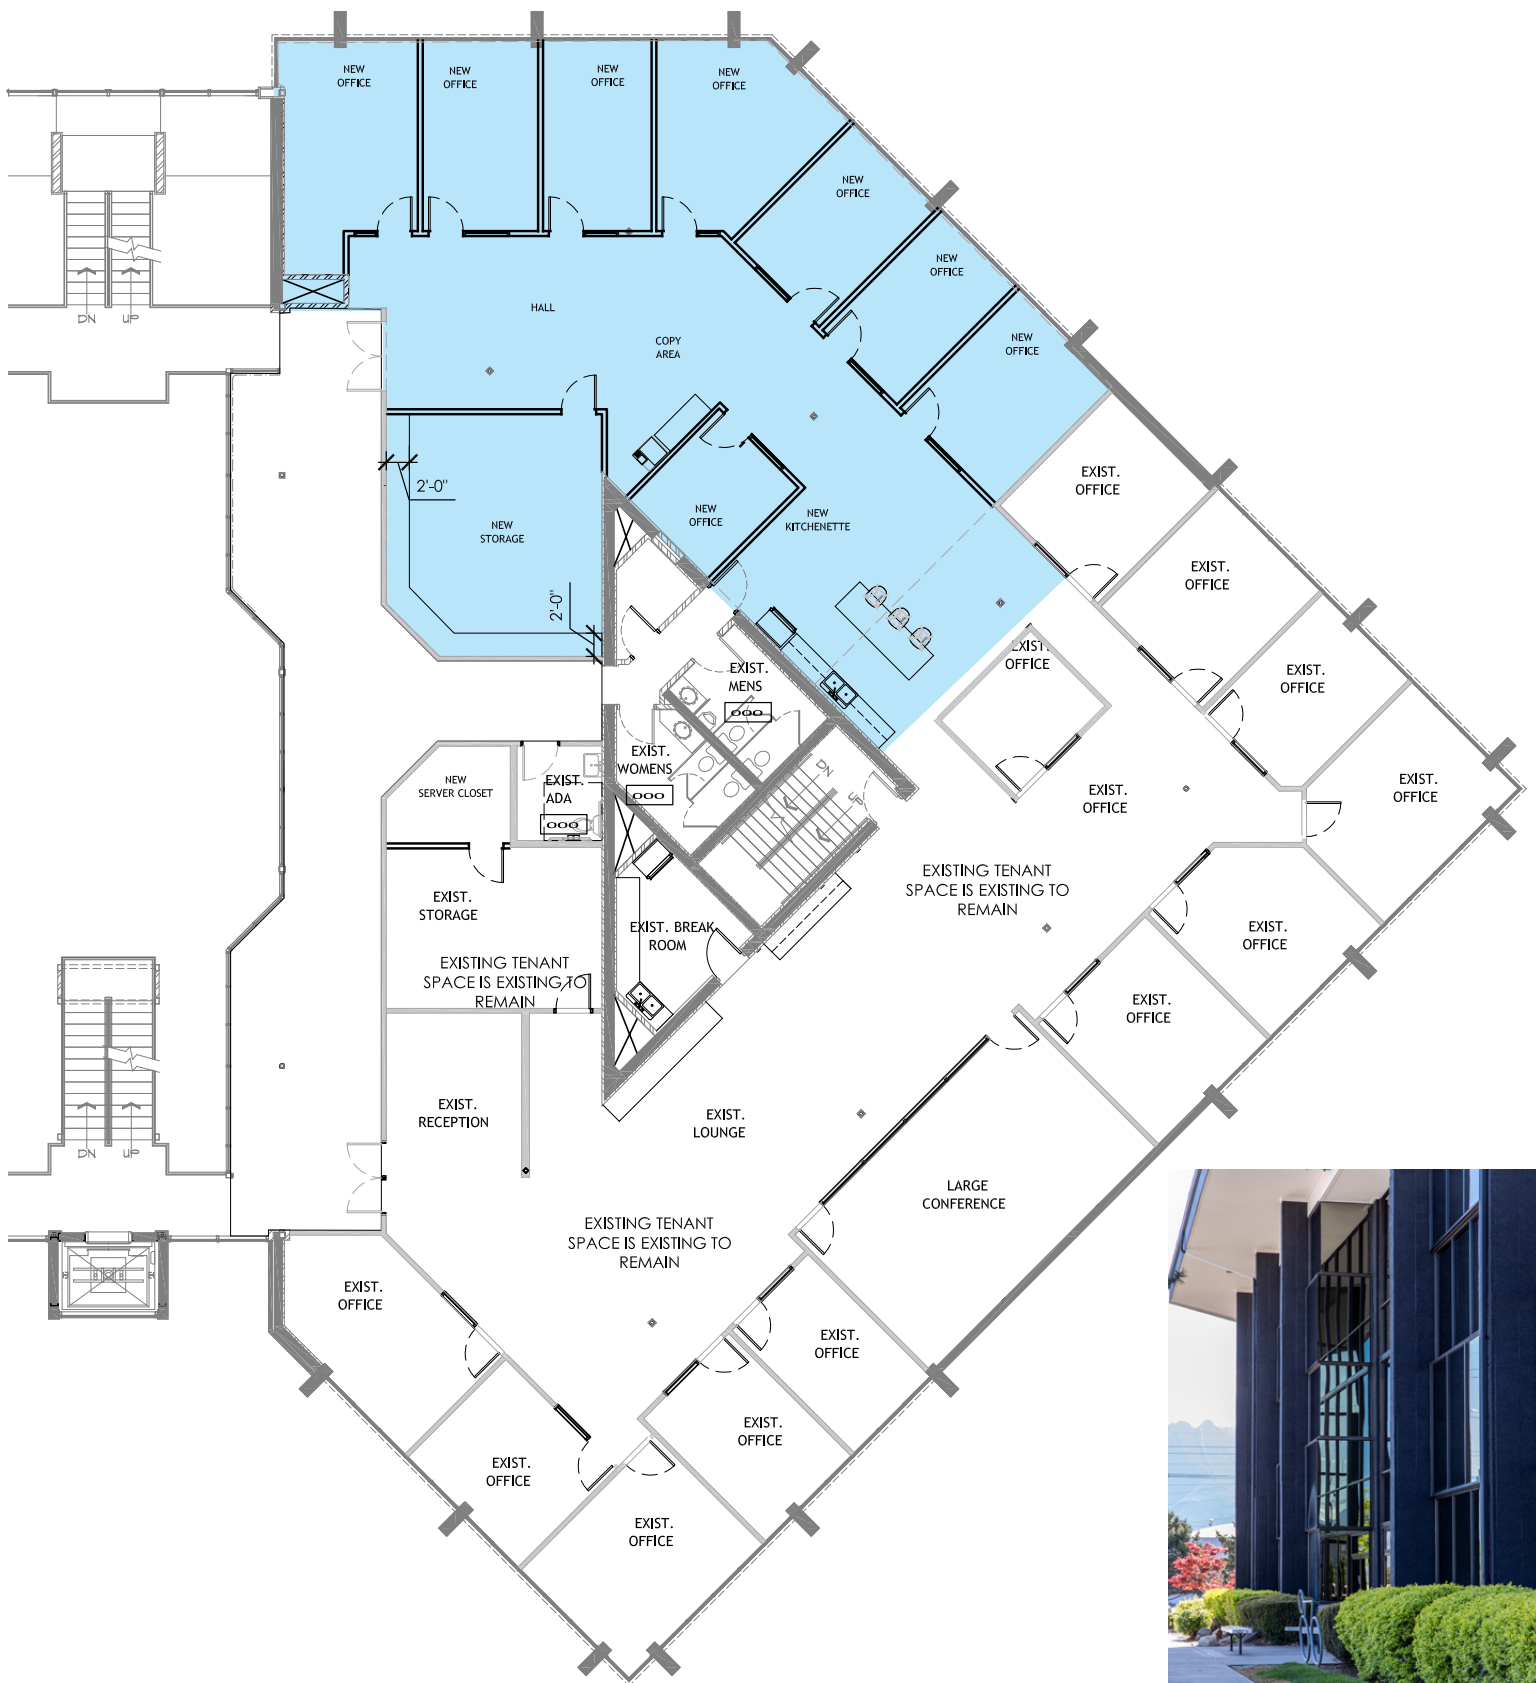 NEW
OFFICE
NEW
OFFICE
NEW
OFFICE
NEW
OFFICE
NEW
OFFICE
NEW
OFFICE
NEW
OFFICE
HALL
COPY
AREA
DN
UP
2'-0"
NEW
STORAGE
NEW
OFFICE
NEW
KITCHENETTE
2'-0"
EXIST.
OFFICE
EXIST.
OFFICE
EXIST.
OFFICE
EXIST.
OFFICE
EXIST.
OFFICE
EXIST.
OFFICE
EXIST.
MENS
EXIST.
WOMENS
NEW
SERVER CLOSET
EXIST.
ADA
DN
UP
EXISTING TENANT
SPACE IS EXISTING TO
REMAIN
EXIST.
STORAGE
EXIST. BREAK
ROOM
EXIST.
OFFICE
EXISTING TENANT
SPACE IS EXISTING TO
REMAIN
EXIST.
OFFICE
EXIST.
RECEPTION
EXIST.
LOUNGE
DN
UP
LARGE
CONFERENCE
EXISTING TENANT
SPACE IS EXISTING TO
REMAIN
EXIST.
OFFICE
EXIST.
OFFICE
EXIST.
OFFICE
EXIST.
OFFICE
EXIST.
OFFICE